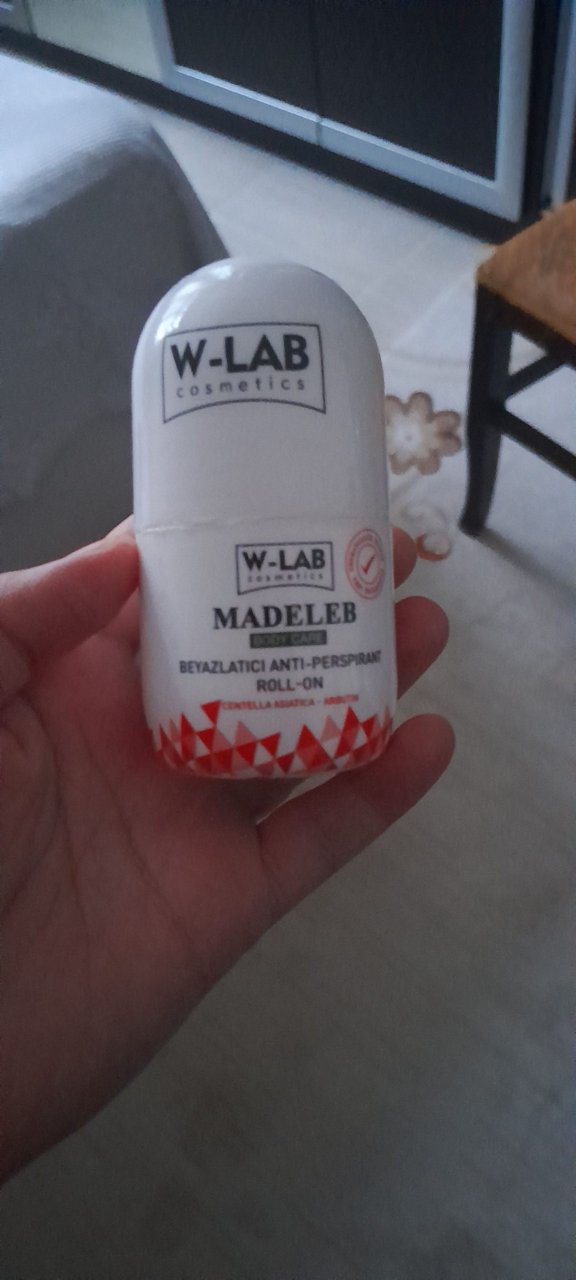 W-LAB
cosmetics
W-LAB
cosmetics
MADELEB
BODY CARE
BEYAZLATICI ANTI-PERSPIRANT
ROLL-ON
CENTELLA ASIATICA - ARBUTIN